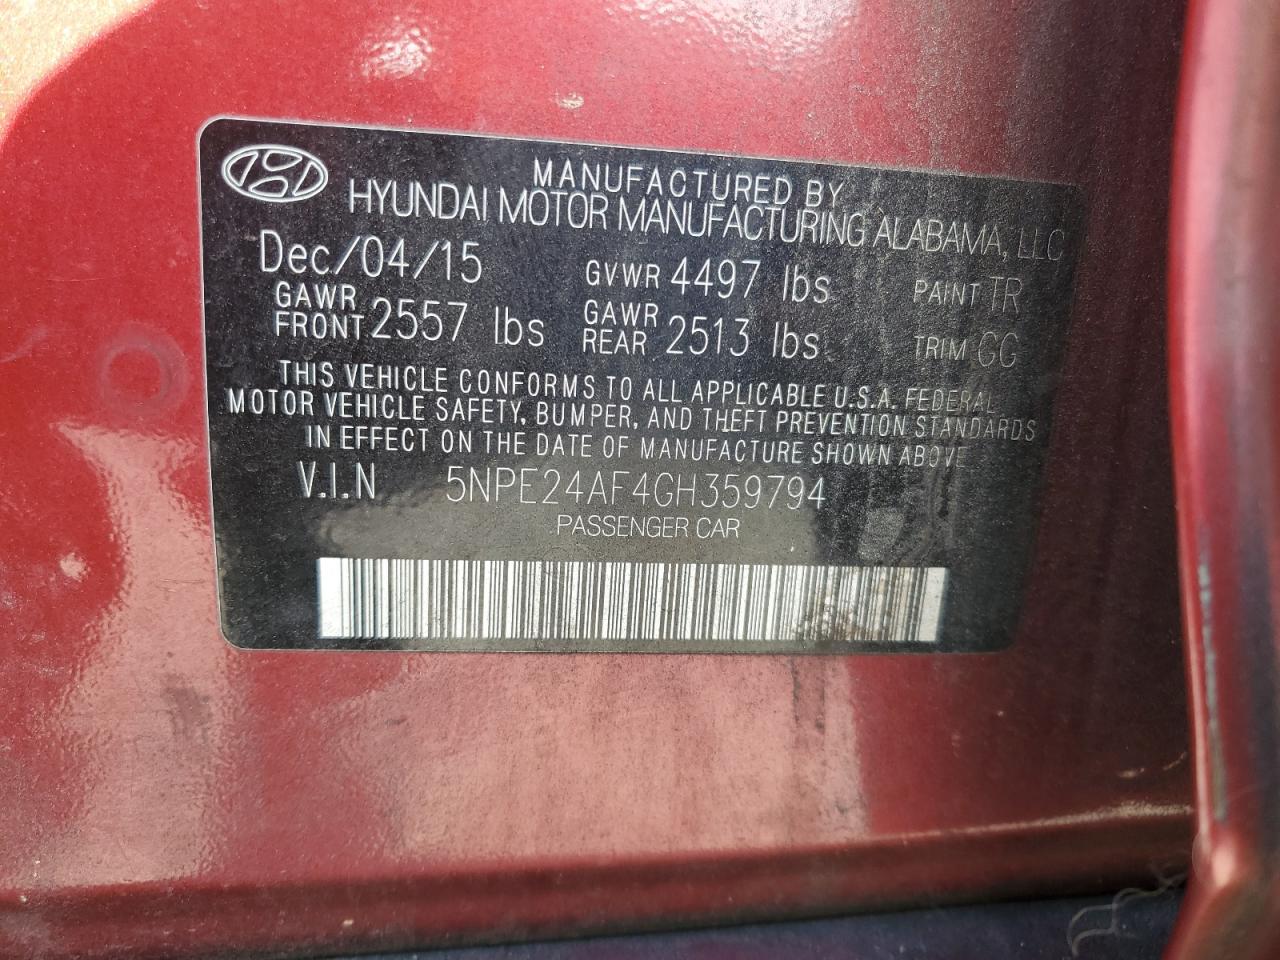 MANUFACTURED BY
HYUNDAI MOTOR MANUFACTURING ALABAMA, LLC
Dec/04/15 GVWR 4497 lbs PAINT TR
GAWR FRONT 2557 lbs GAWR REAR 2513 lbs TRIM GG
THIS VEHICLE CONFORMS TO ALL APPLICABLE U.S.A. FEDERAL
MOTOR VEHICLE SAFETY, BUMPER, AND THEFT PREVENTION STANDARDS
IN EFFECT ON THE DATE OF MANUFACTURE SHOWN ABOVE
V.I.N 5NPE24AF4GH359794
PASSENGER CAR